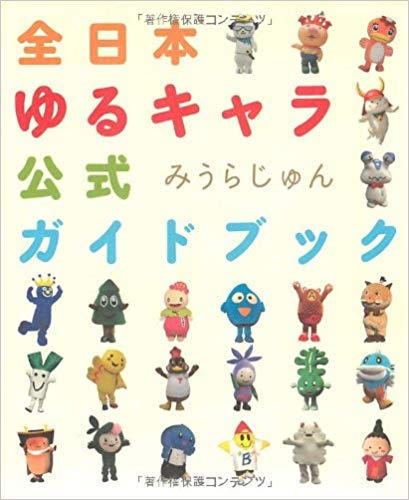 「著作権保護コンテンツ」
全日本
ゆるキャラ
公式
みうらじゅん
ガイドブック
B
「著作権保護コンテンツ」